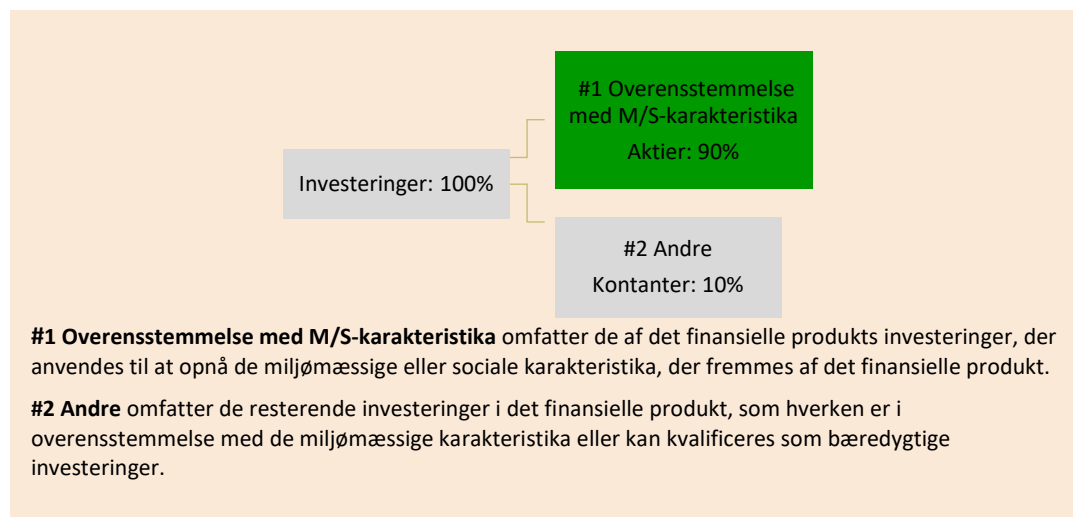 #1 Overensstemmelse
med M/S-karakteristika
Aktier: 90%
Investeringer: 100%
#2 Andre
Kontanter: 10%
#1 Overensstemmelse med M/S-karakteristika omfatter de af det finansielle produkts investeringer, der
anvendes til at opnå de miljømæssige eller sociale karakteristika, der fremmes af det finansielle produkt.
#2 Andre omfatter de resterende investeringer i det finansielle produkt, som hverken er i
overensstemmelse med de miljømæssige karakteristika eller kan kvalificeres som bæredygtige
investeringer.